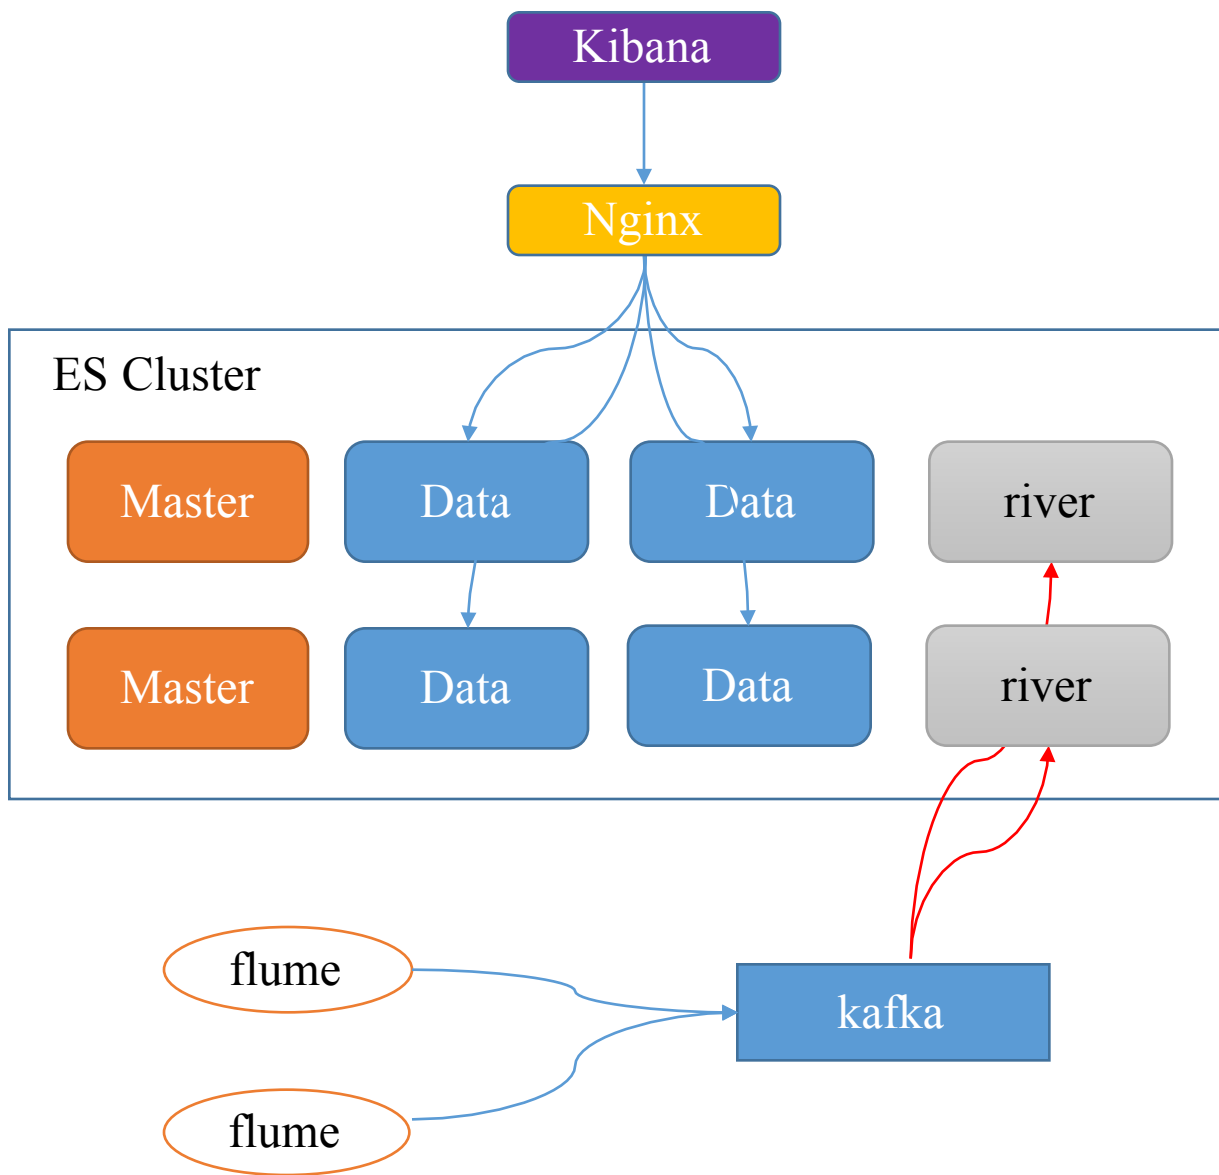 Kibana
Nginx
ES Cluster
Master
Data
Data
river
Master
Data
Data
river
flume
kafka
flume